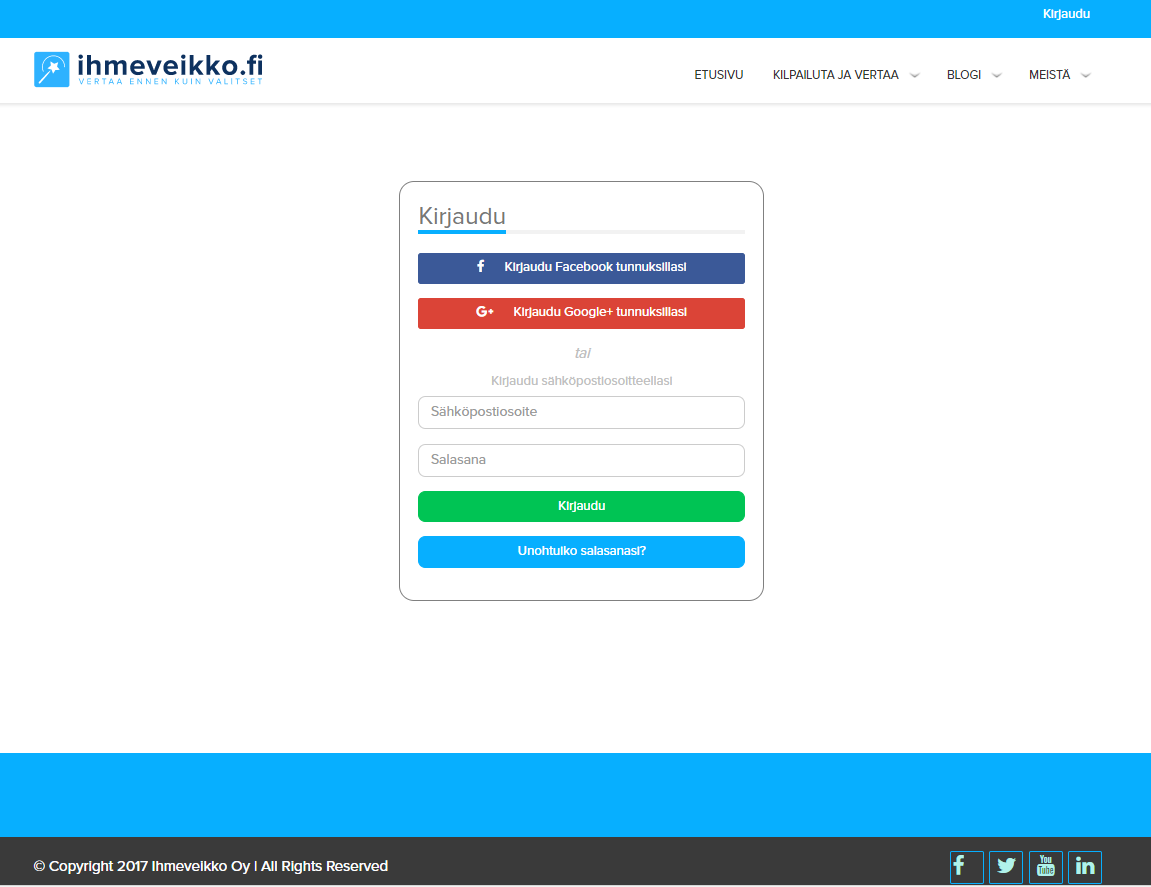 Kirjaudu
ihmeveikko.fi
VERTAA ENNEN KUIN VALITSET
ETUSIVU KILPAILUTA JA VERTAA BLOGI MEISTÄ
Kirjaudu
Kirjaudu Facebook tunnuksillasi
G+ Kirjaudu Google+ tunnuksillasi
tai
Kirjaudu sähköpostiosoitteellasi
Sähköpostiosoite
Salasana
Kirjaudu
Unohtuiko salasanasi?
© Copyright 2017 Ihmeveikko Oy | All Rights Reserved
You Tube
in